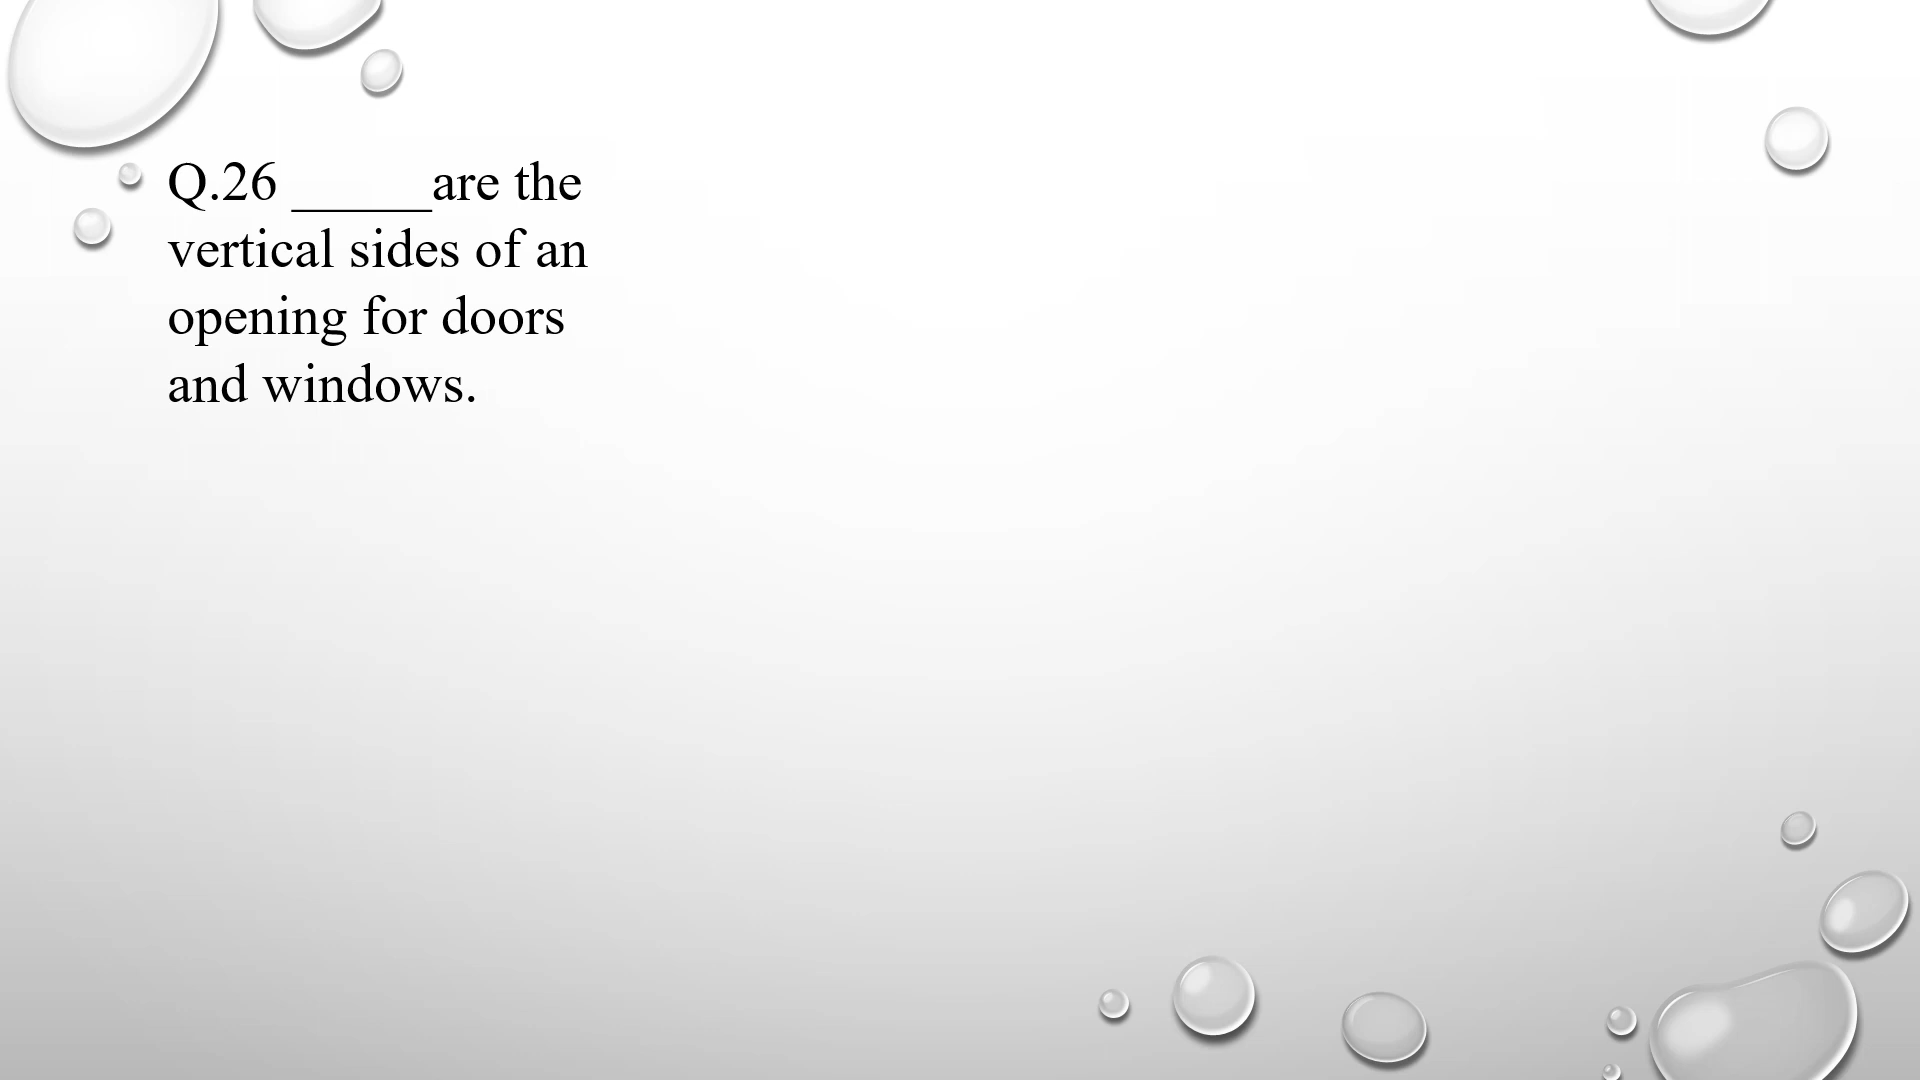 Q.26 _____are the
vertical sides of an
opening for doors
and windows.